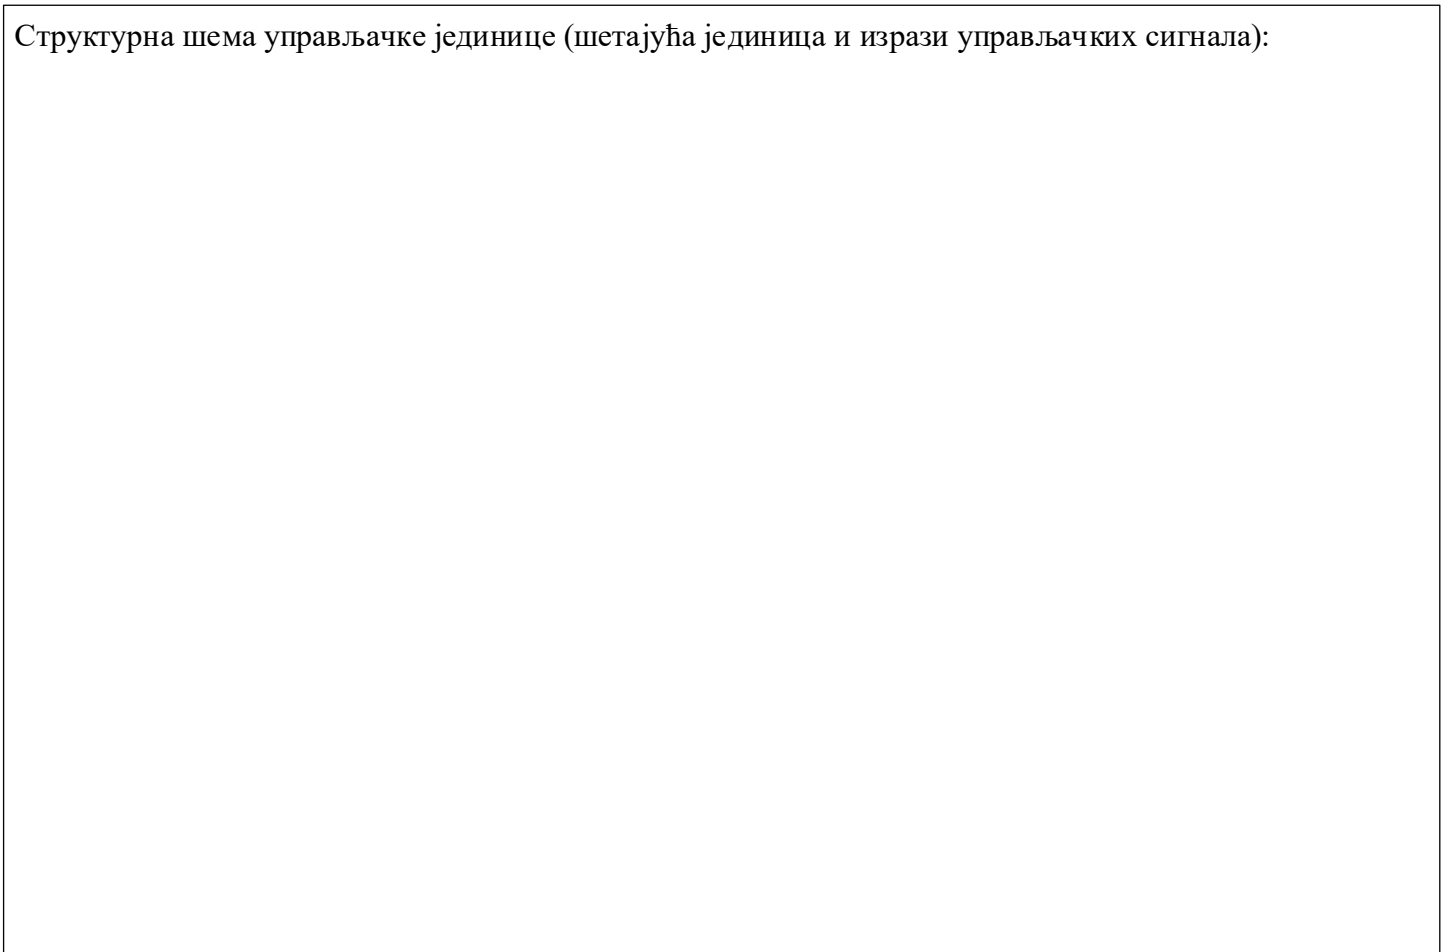 Структурна шема управљачке јединице (шетајућа јединица и изрази управљачких сигнала):